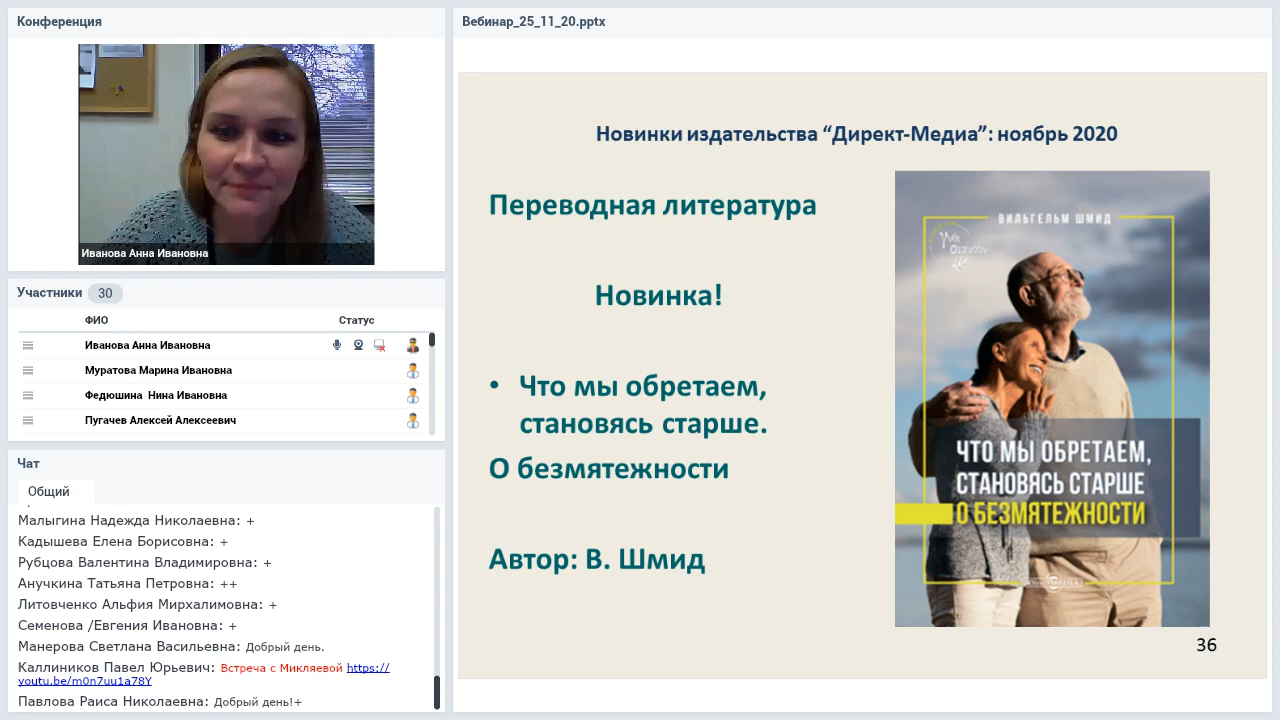 Конференция
Иванова Анна Ивановна
Участники 30
ФИО Статус
Иванова Анна Ивановна
Муратова Марина Ивановна
Федюшина Нина Ивановна
Пугачев Алексей Алексеевич
Чат
Общий
Малыгина Надежда Николаевна: +
Кадышева Елена Борисовна: +
Рубцова Валентина Владимировна: +
Анучкина Татьяна Петровна: ++
Литовченко Альфия Мирхалимовна: +
Семенова /Евгения Ивановна: +
Манерова Светлана Васильевна: Добрый день.
Каллиников Павел Юрьевич: Встреча с Микляевой https://
youtu.be/m0n7uu1a78Y
Павлова Раиса Николаевна: Добрый день!+
Вебинар_25_11_20.pptx
Новинки издательства “Директ-Медиа”: ноябрь 2020
Переводная литература
Новинка!
• Что мы обретаем,
становясь старше.
О безмятежности
Автор: В. Шмид
ВИЛЬГЕЛЬМ ШМИД
ЧТО МЫ ОБРЕТАЕМ,
СТАНОВЯСЬ СТАРШЕ
О БЕЗМЯТЕЖНОСТИ
36